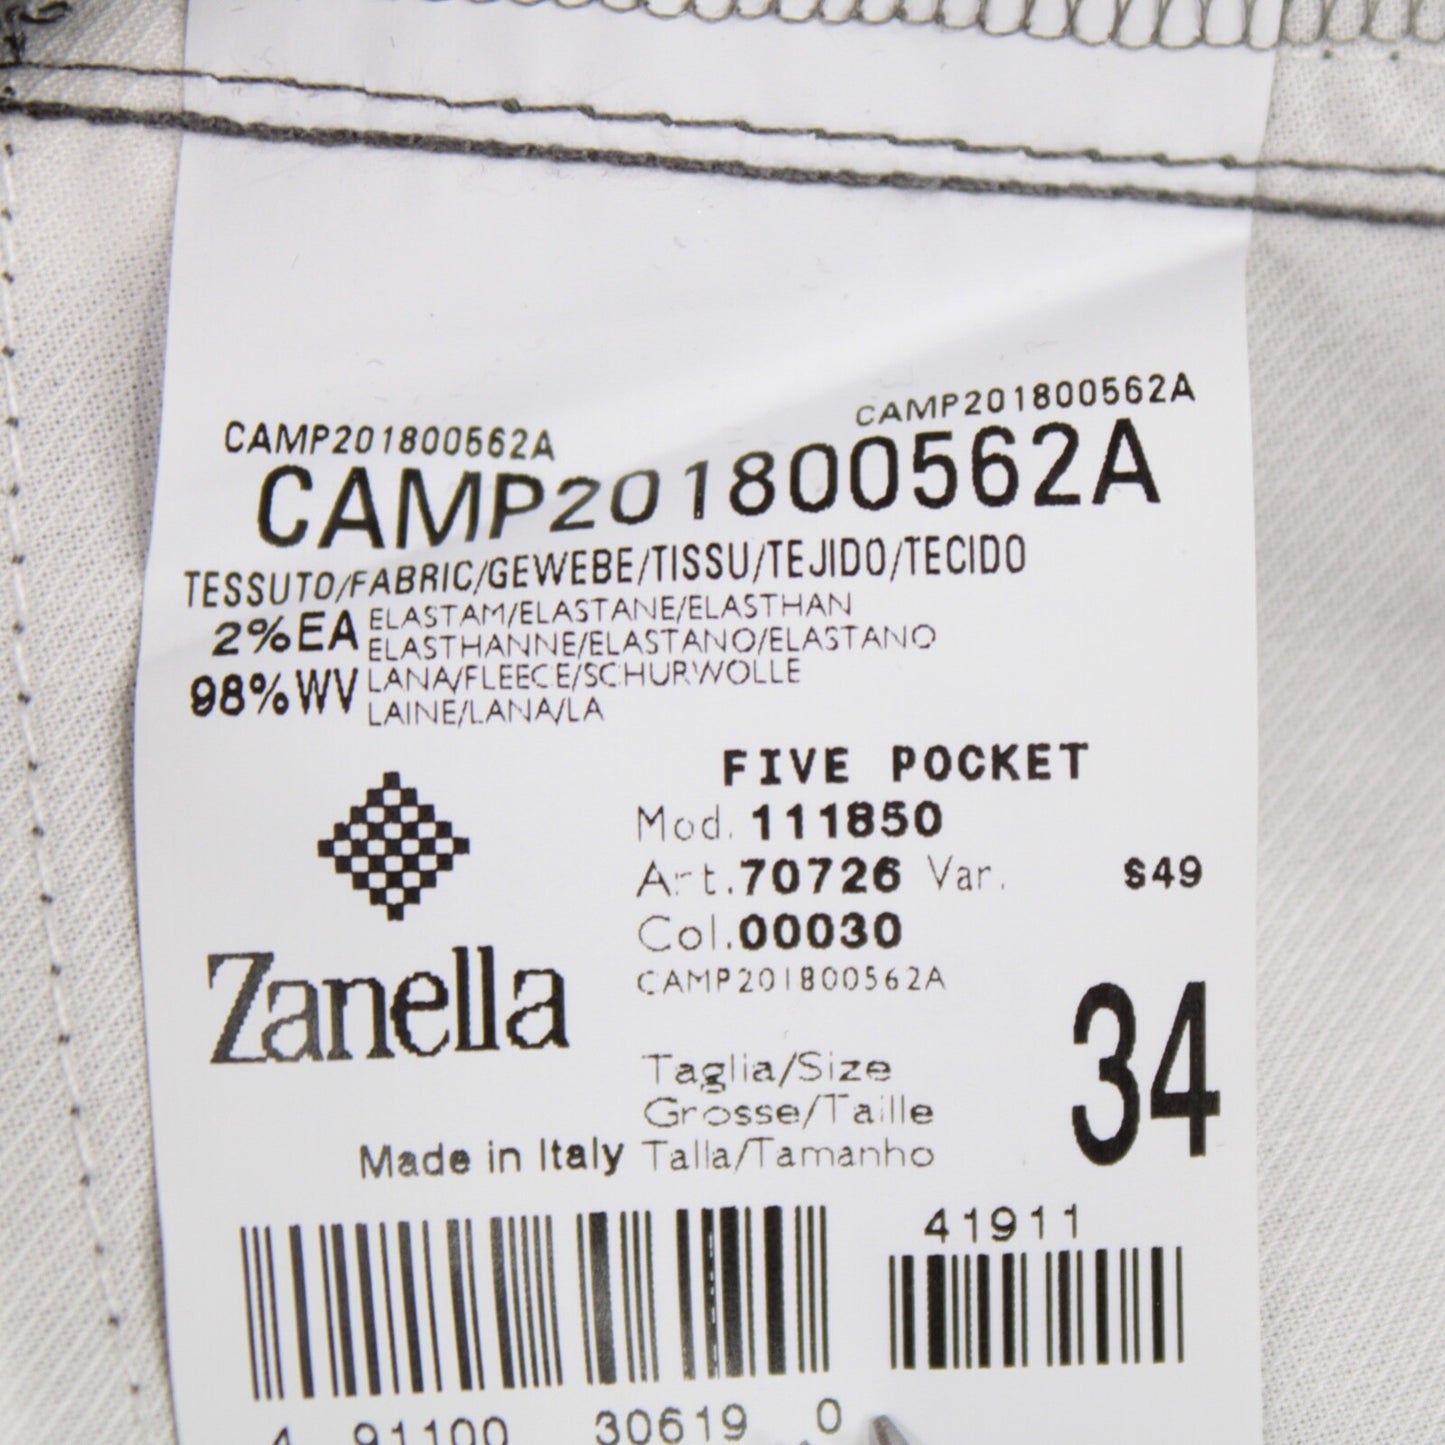 CAMP201800562A
CAMP201800562A
CAMP201800562A
TESSUTO/FABRIC/GEWEBE/TISSU/TEJIDO/TECIDO
2%EA ELASTAM/ELASTANE/ELASTHAN
ELASTHANNE/ELASTANO/ELASTANO
98%WV LANA/FLEECE/SCHURWOLLE
LAINE/LANA/LA
FIVE POCKET
Mod. 111850
Art. 70726 Var. S49
Col. 00030
CAMP201800562A
Zanella
34
Taglia/Size
Grosse/Taille
Made in Italy Talla/Tamanho
41911
4 91100 30619 0